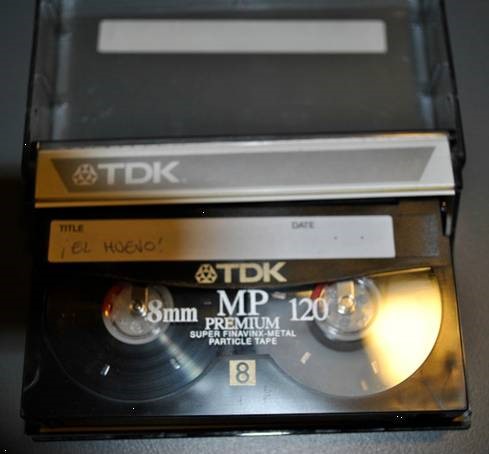 TDK
TITLE DATE
¡EL HUEVO!
TDK
8mm MP 120
PREMIUM
SUPER FINAVINX-METAL
PARTICLE TAPE
8